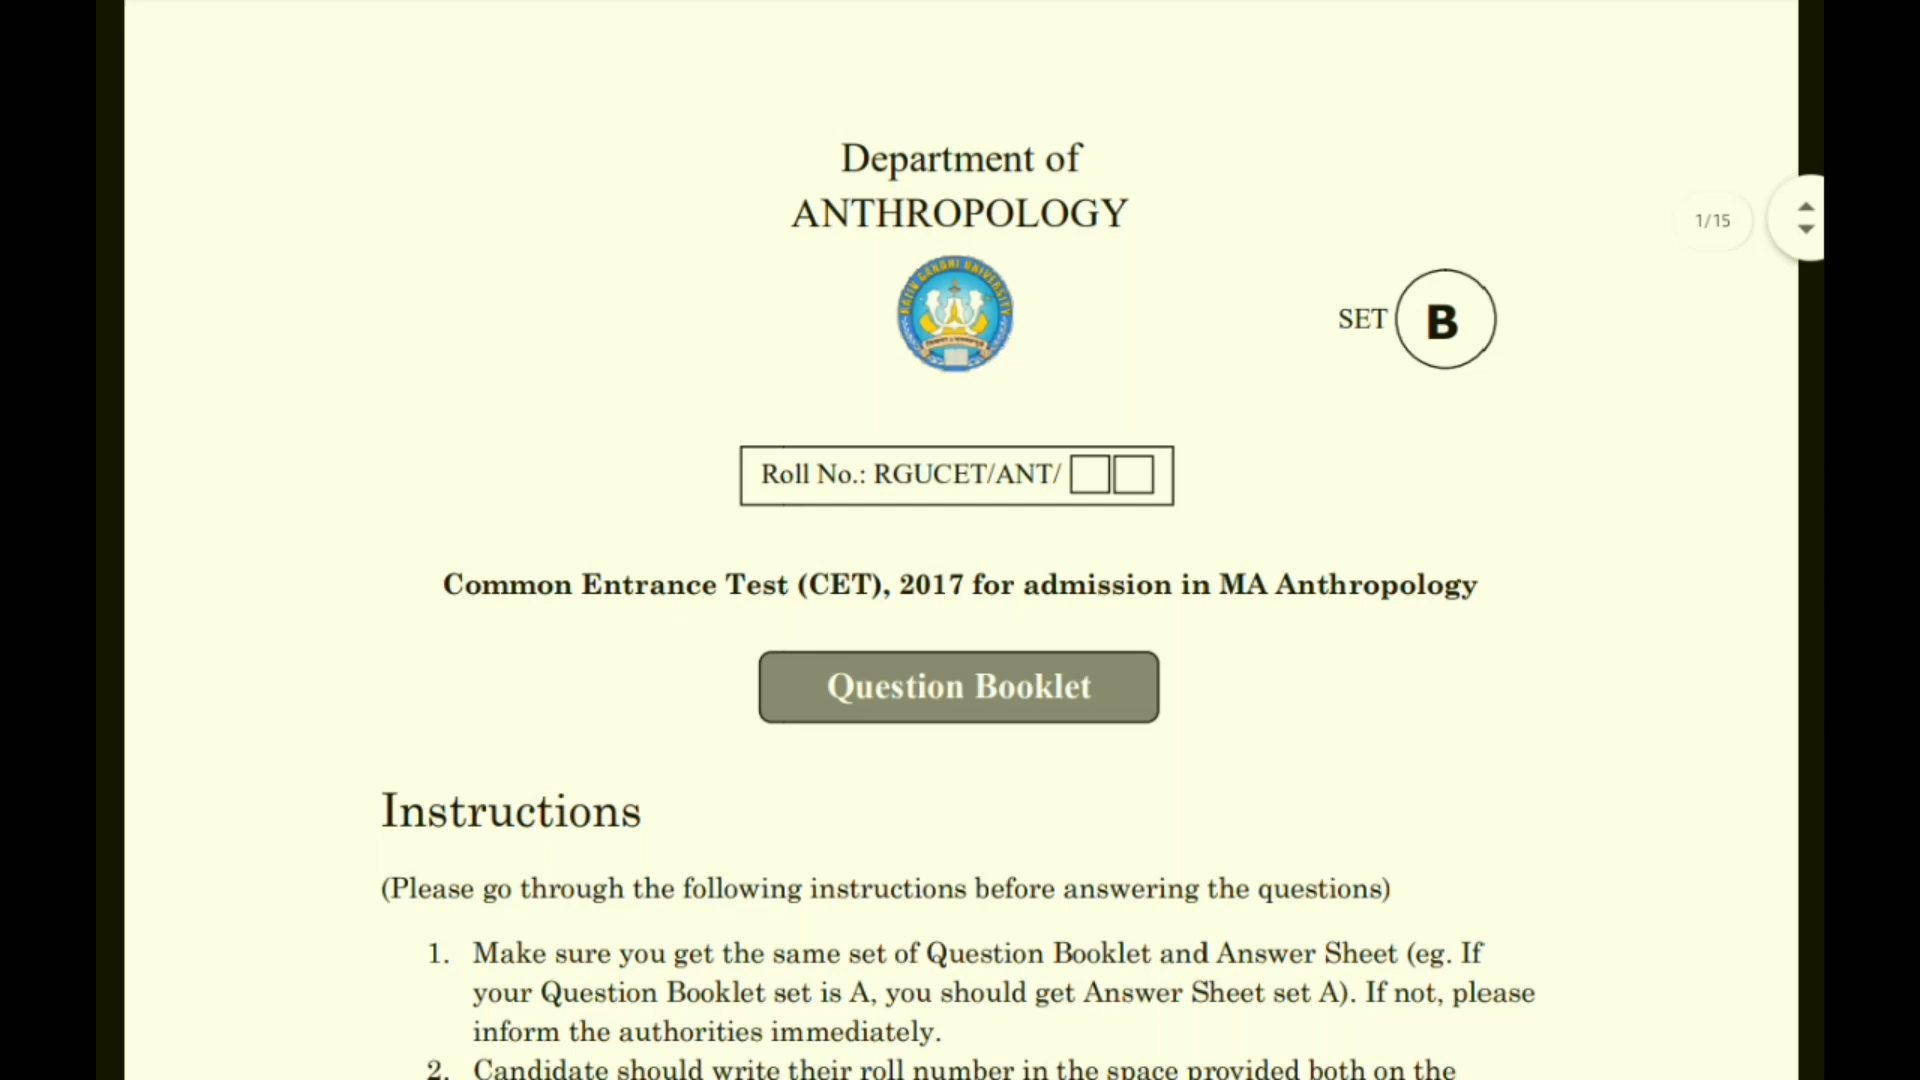 Department of
ANTHROPOLOGY
1/15
RAJIV GANDHI UNIVERSITY
SET B
Roll No.: RGUCET/ANT/
Common Entrance Test (CET), 2017 for admission in MA Anthropology
Question Booklet
Instructions
(Please go through the following instructions before answering the questions)
1. Make sure you get the same set of Question Booklet and Answer Sheet (eg. If
your Question Booklet set is A, you should get Answer Sheet set A). If not, please
inform the authorities immediately.
2. Candidate should write their roll number in the space provided both on the